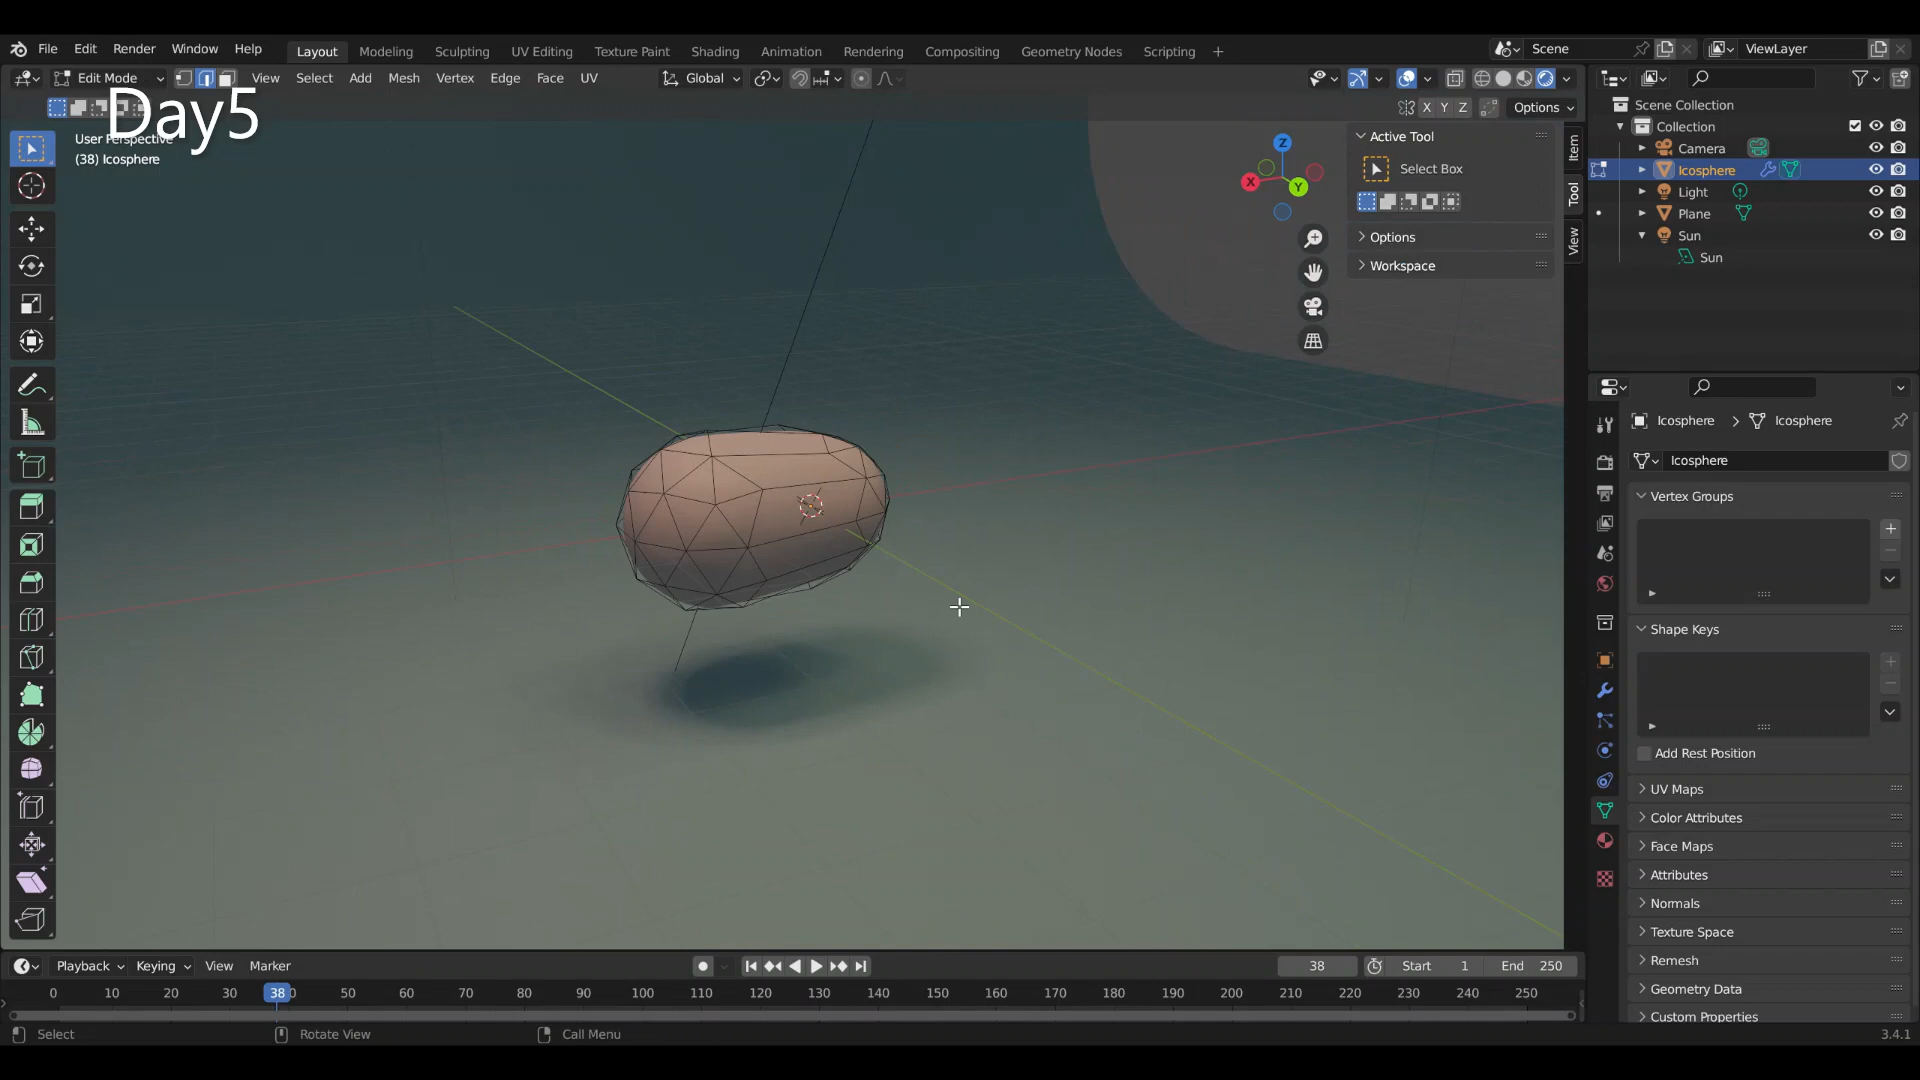 File Edit Render Window Help Layout Modeling Sculpting UV Editing Texture Paint Shading Animation Rendering Compositing Geometry Nodes Scripting + Scene ViewLayer
Edit Mode View Select Add Mesh Vertex Edge Face UV Global
Day5
X Y Z Options
User Perspective
(38) Icosphere
Z
X
Y
Active Tool
Select Box
Options
Workspace
Item
Tool
View
Scene Collection
Collection
Camera
Icosphere
Light
Plane
Sun
Sun
Icosphere > Icosphere
Icosphere
Vertex Groups
Shape Keys
Add Rest Position
UV Maps
Color Attributes
Face Maps
Attributes
Normals
Texture Space
Remesh
Geometry Data
Custom Properties
Playback Keying View Marker 38 Start 1 End 250
0 10 20 30 38 50 60 70 80 90 100 110 120 130 140 150 160 170 180 190 200 210 220 230 240 250
Select Rotate View Call Menu 3.4.1